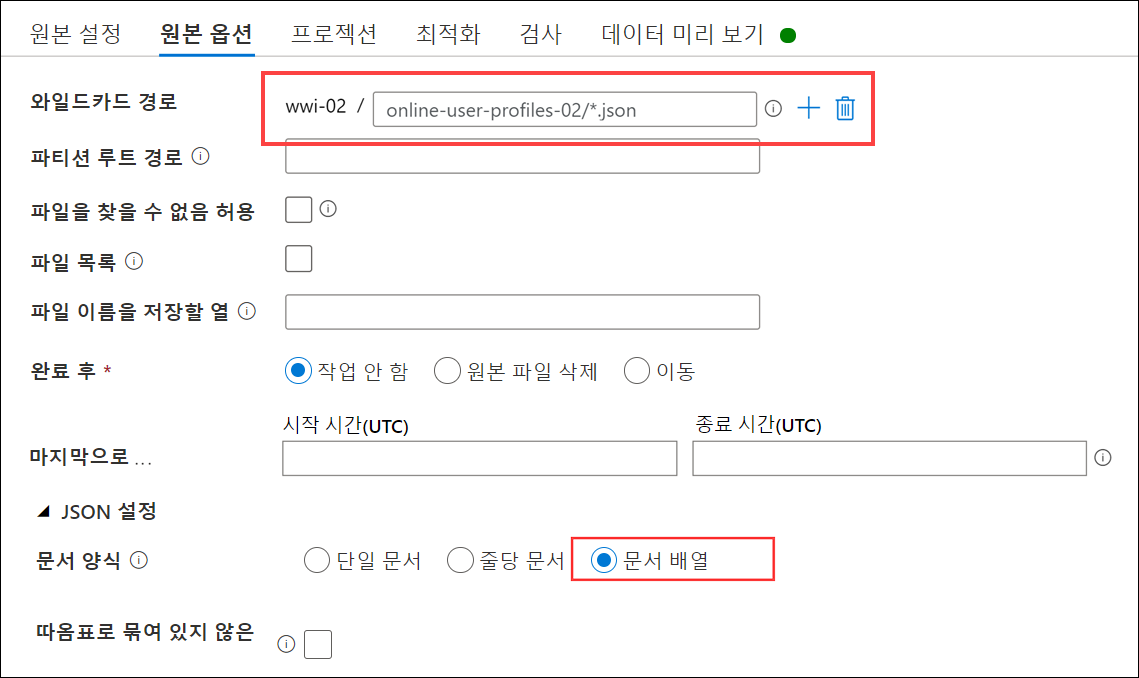 원본 설정 원본 옵션 프로젝션 최적화 검사 데이터 미리 보기
와일드카드 경로 wwi-02 / online-user-profiles-02/*.json
파티션 루트 경로
파일을 찾을 수 없음 허용
파일 목록
파일 이름을 저장할 열
완료 후 * 작업 안 함 원본 파일 삭제 이동
시작 시간(UTC) 종료 시간(UTC)
마지막으로 ...
JSON 설정
문서 양식 단일 문서 줄당 문서 문서 배열
따옴표로 묶여 있지 않은